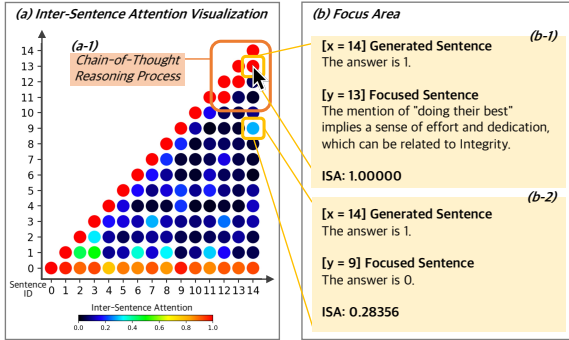 (a) Inter-Sentence Attention Visualization
(a-1)
Chain-of-Thought
Reasoning Process
14
13
12
11
10
9
8
7
6
5
4
3
2
1
0
Sentence
ID
0 1 2 3 4 5 6 7 8 9 10 11 12 13 14
Inter-Sentence Attention
0.0 0.2 0.4 0.6 0.8 1.0
(b) Focus Area
(b-1)
[x = 14] Generated Sentence
The answer is 1.
[y = 13] Focused Sentence
The mention of "doing their best"
implies a sense of effort and dedication,
which can be related to Integrity.
ISA: 1.00000
(b-2)
[x = 14] Generated Sentence
The answer is 1.
[y = 9] Focused Sentence
The answer is 0.
ISA: 0.28356